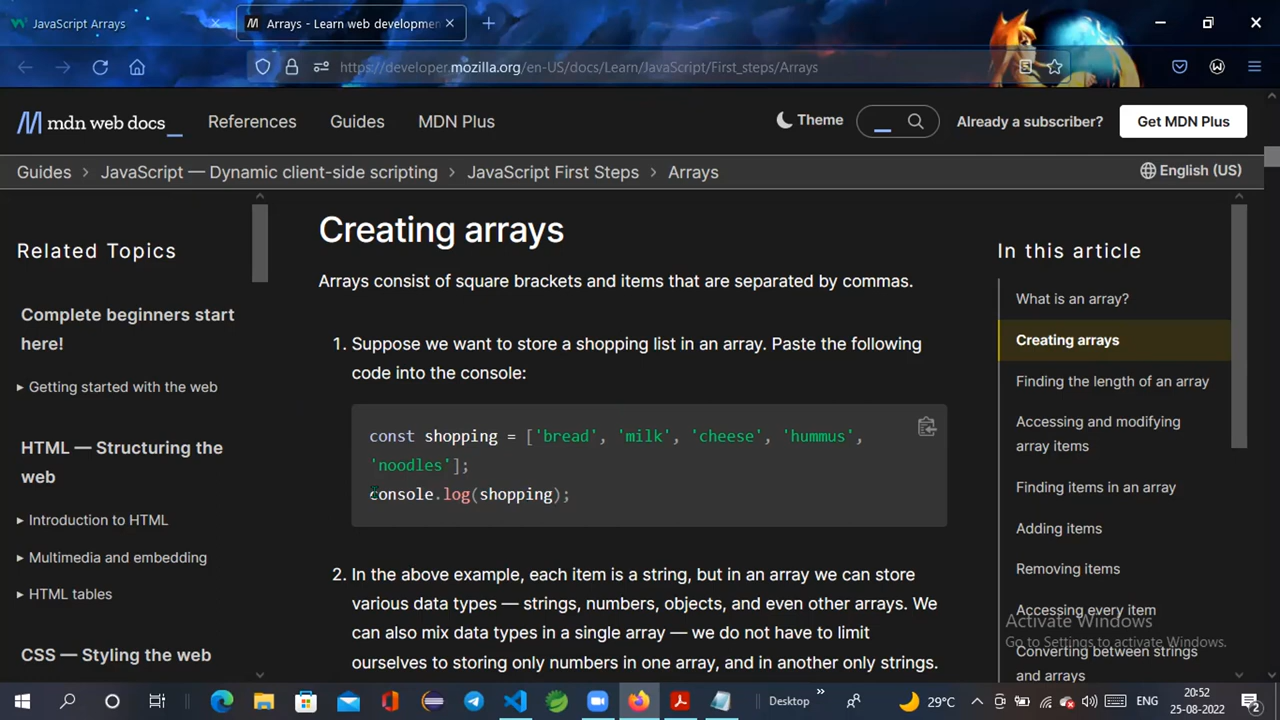 JavaScript Arrays
Arrays - Learn web developmen
https://developer.mozilla.org/en-US/docs/Learn/JavaScript/First_steps/Arrays
mdn web docs_
References
Guides
MDN Plus
Theme
Already a subscriber?
Get MDN Plus
Guides > JavaScript — Dynamic client-side scripting > JavaScript First Steps > Arrays
English (US)
Related Topics
Complete beginners start
here!
Getting started with the web
HTML — Structuring the
web
Introduction to HTML
Multimedia and embedding
HTML tables
CSS — Styling the web
Creating arrays
Arrays consist of square brackets and items that are separated by commas.
1. Suppose we want to store a shopping list in an array. Paste the following
code into the console:
const shopping = ['bread', 'milk', 'cheese', 'hummus',
'noodles'];
console.log(shopping);
2. In the above example, each item is a string, but in an array we can store
various data types — strings, numbers, objects, and even other arrays. We
can also mix data types in a single array — we do not have to limit
ourselves to storing only numbers in one array, and in another only strings.
In this article
What is an array?
Creating arrays
Finding the length of an array
Accessing and modifying
array items
Finding items in an array
Adding items
Removing items
Accessing every item
Converting between strings
and arrays
Activate Windows
Go to Settings to activate Windows.
Desktop
29°C
ENG
20:52
25-08-2022
2